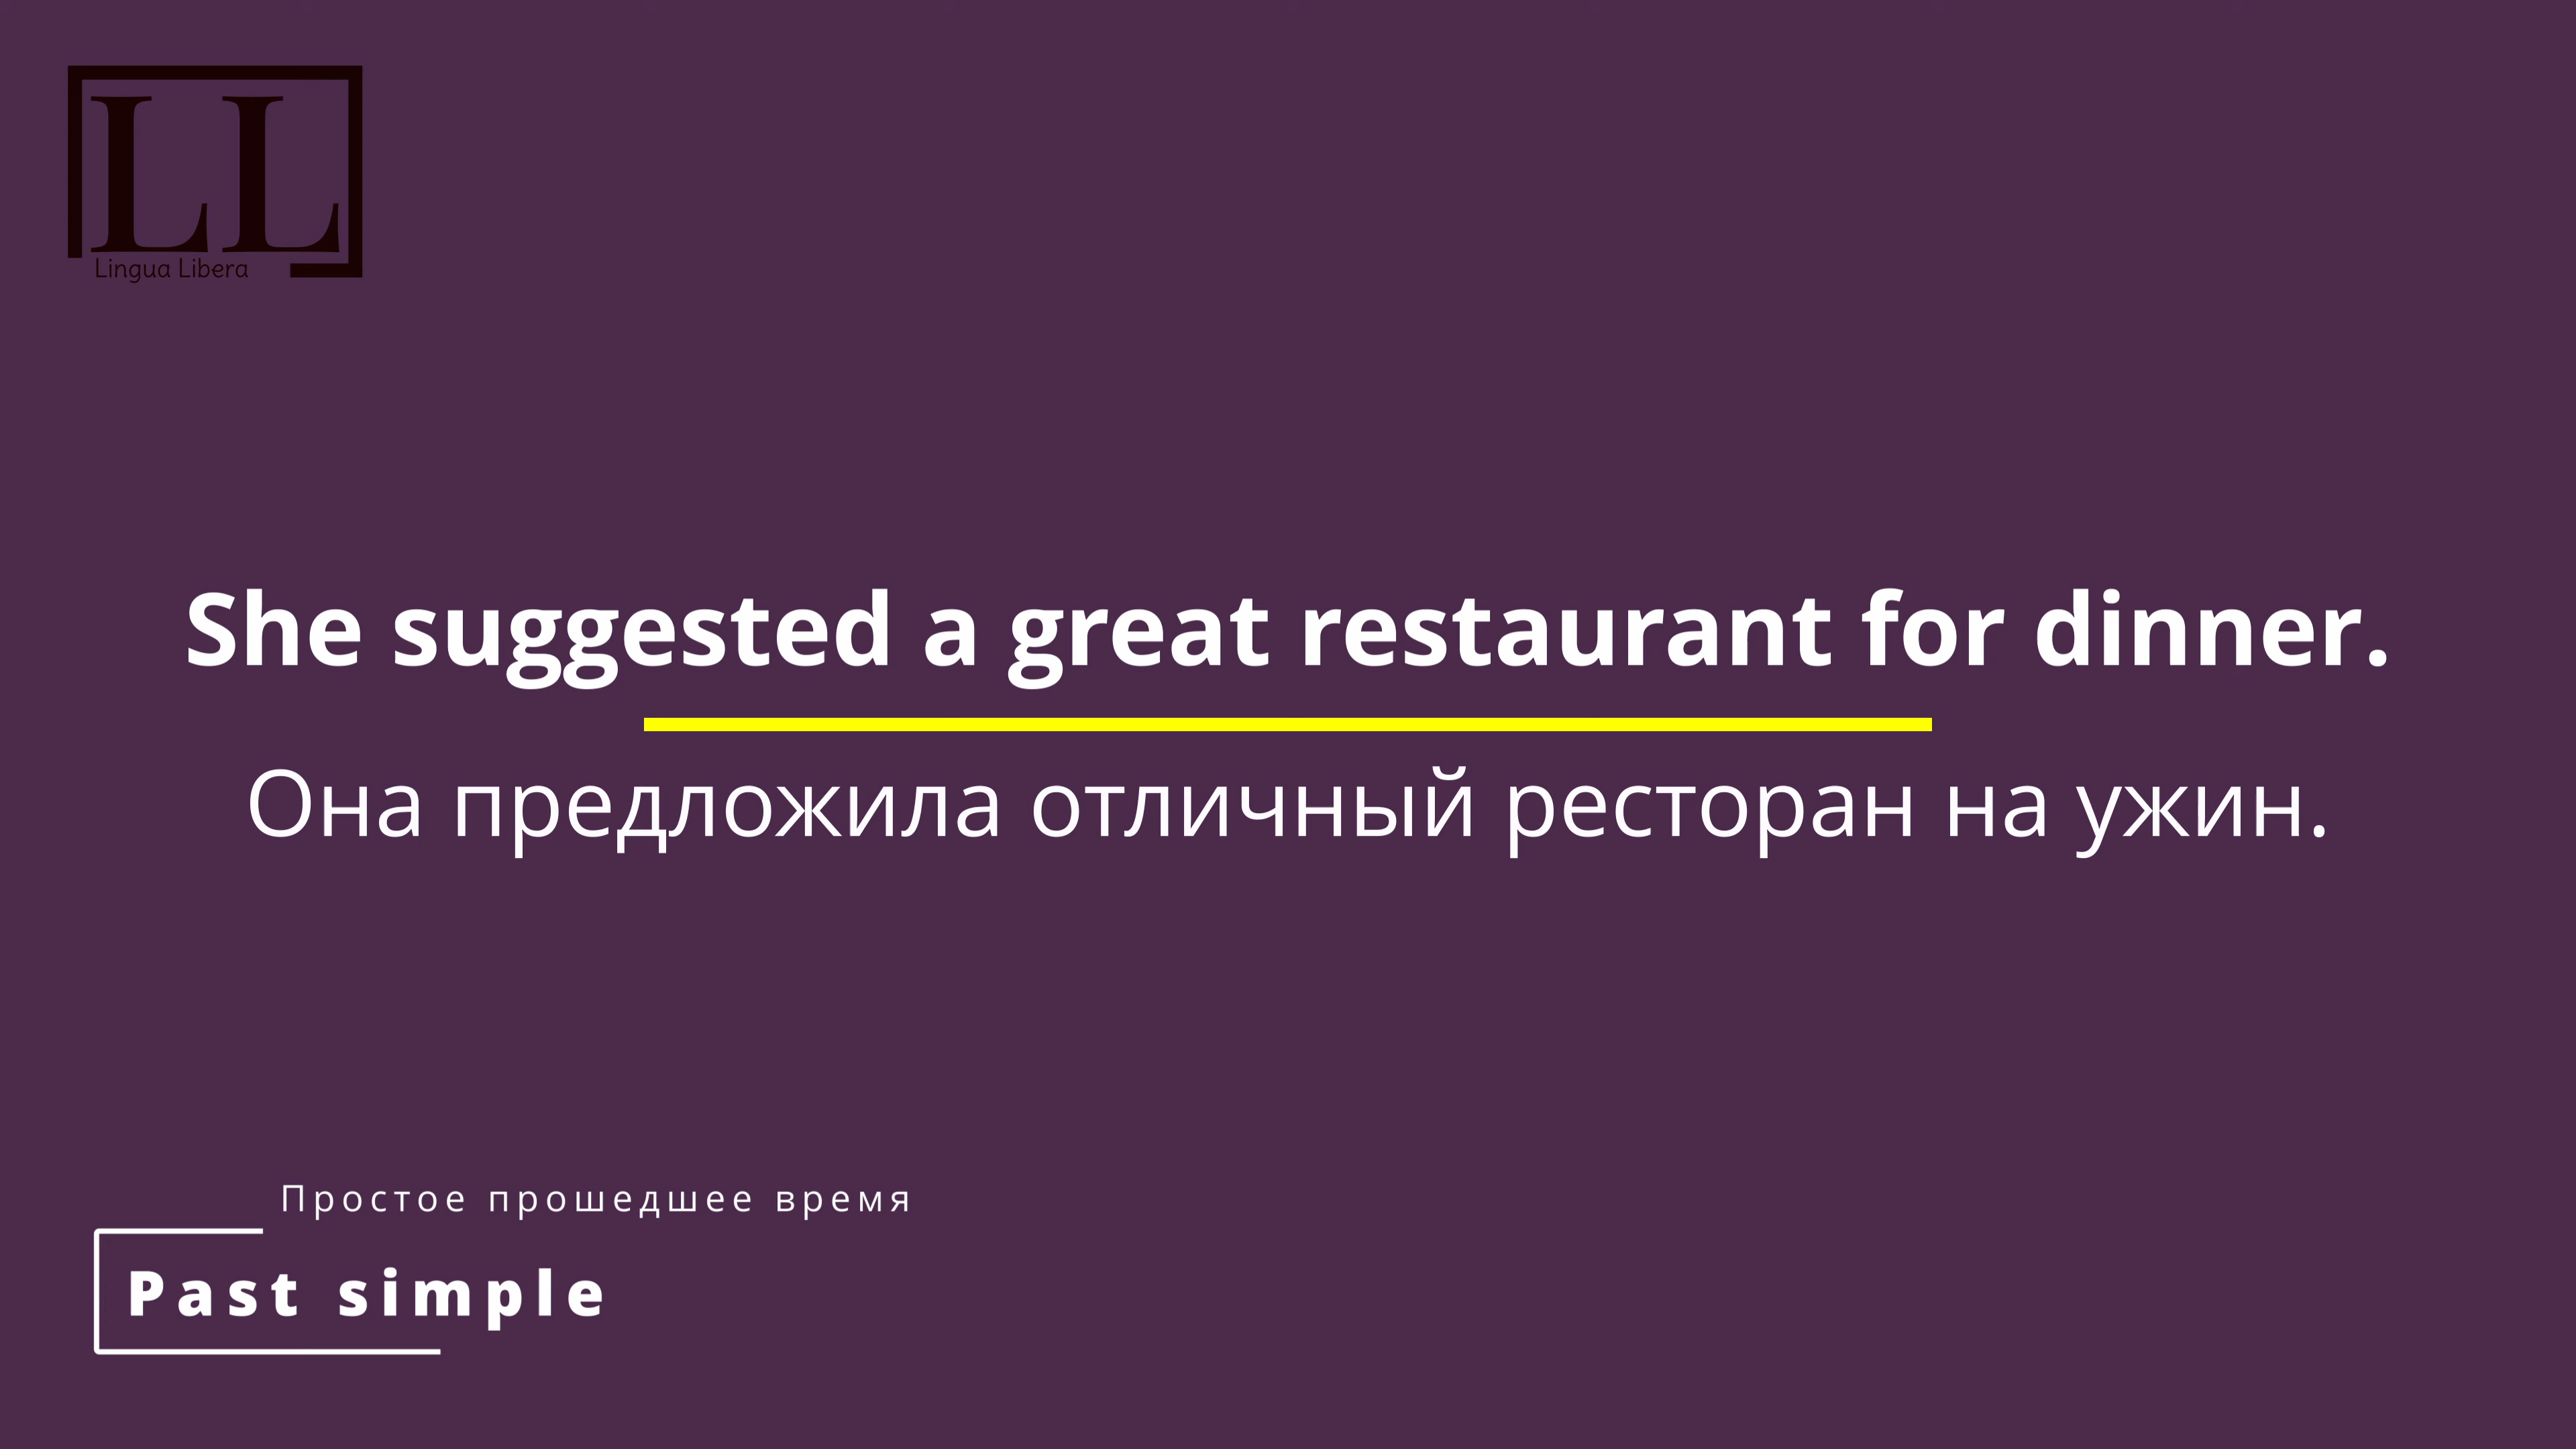 LL
Lingua Libera
She suggested a great restaurant for dinner.
Она предложила отличный ресторан на ужин.
Простое прошедшее время
Past simple